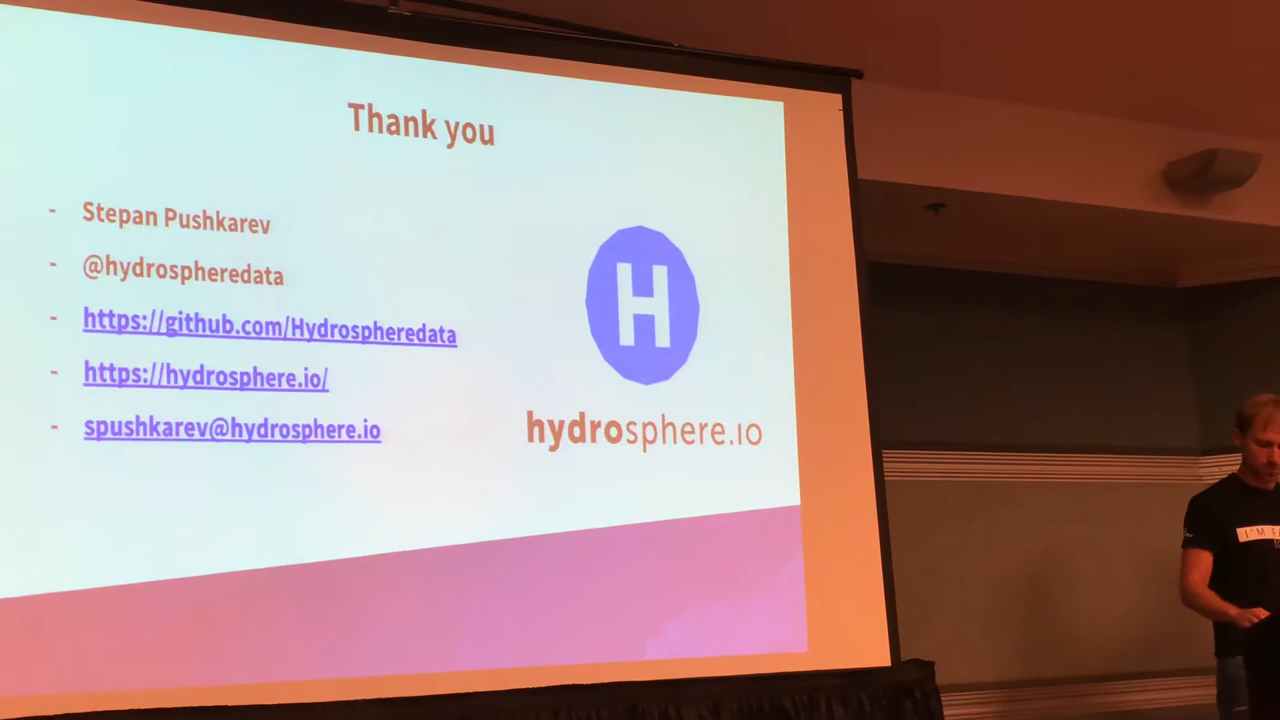 Thank you
- Stepan Pushkarev
- @hydrospheredata
- https://github.com/Hydrospheredata
- https://hydrosphere.io/
- spushkarev@hydrosphere.io
H
hydrosphere.io
I'M